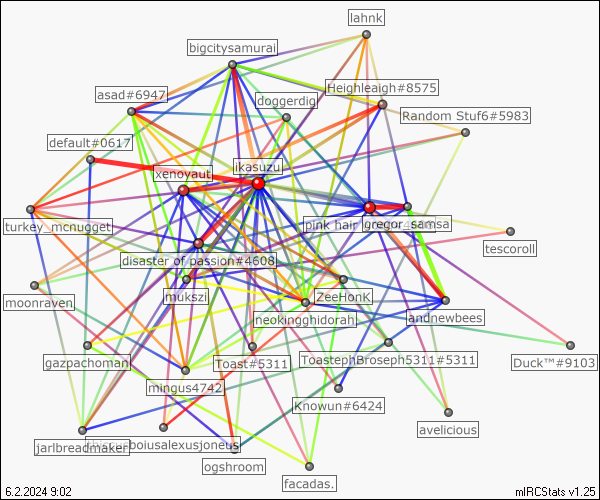 lahnk
bigcitysamurai
Heighleaigh#8575
asad#6947
doggerdig
Random Stuf6#5983
default#0617
ikasuzu
xenoyaut
turkey_mcnugget
pink hair
gregor_samsa
tescoroll
disaster of passion#4608
mukszi
ZeeHonk
moonraven
neokingghidorah
andnewbees
gazpachoman
Toast#5311
ToastephBroseph5311#5311
Duck™#9103
mingus4742
Knowun#6424
avelicious
jarlbreadmaker
ogshroom
facadas.
6.2.2024 9:02
mIRCStats v1.25